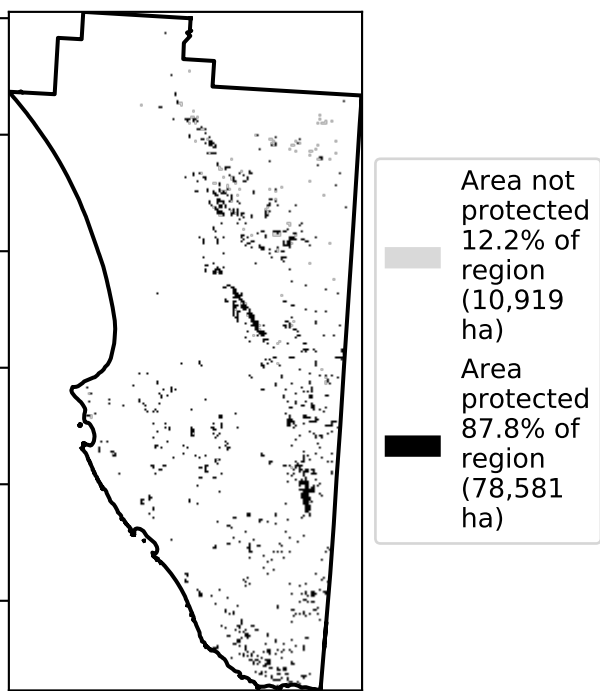 Area not
protected
12.2% of
region
(10,919
ha)
Area
protected
87.8% of
region
(78,581
ha)